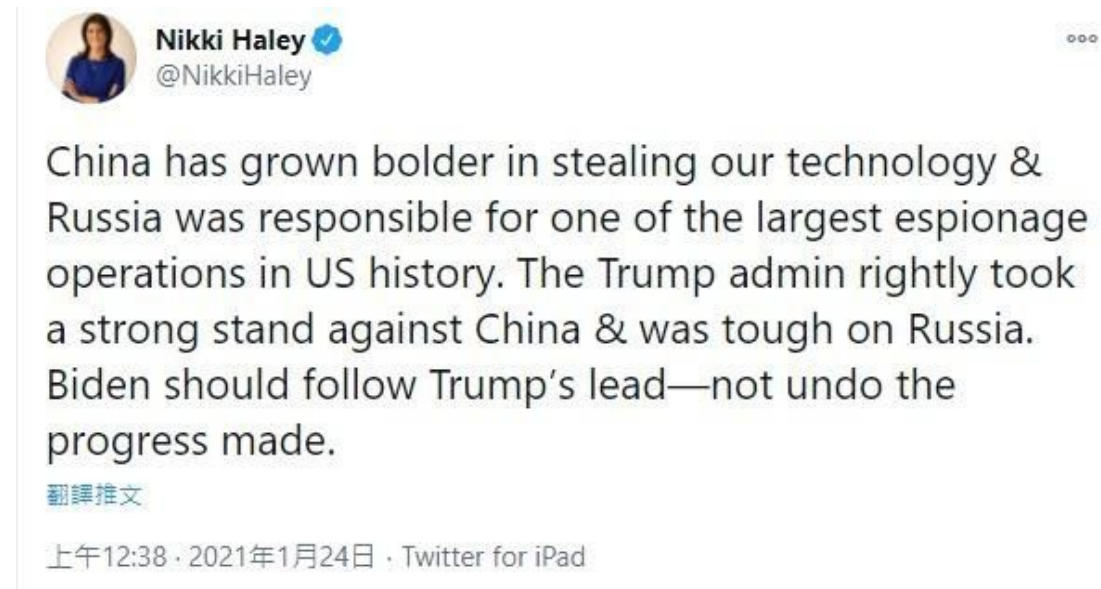 Nikki Haley
@NikkiHaley
China has grown bolder in stealing our technology &
Russia was responsible for one of the largest espionage
operations in US history. The Trump admin rightly took
a strong stand against China & was tough on Russia.
Biden should follow Trump’s lead—not undo the
progress made.
翻譯推文
上午12:38 · 2021年1月24日 · Twitter for iPad